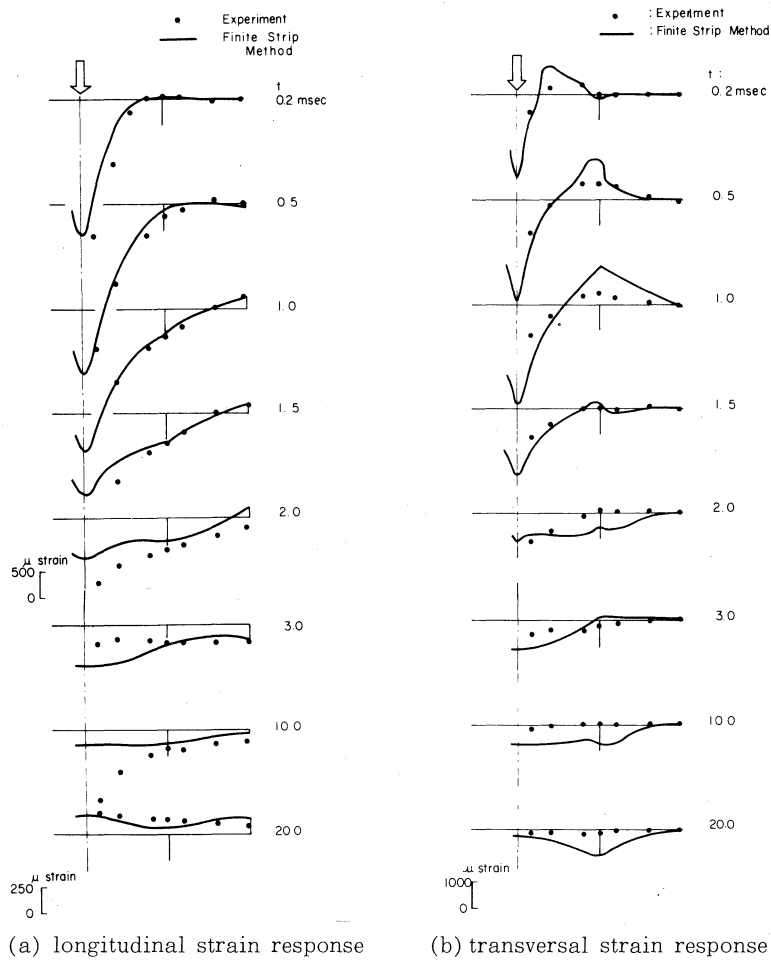 Experiment
Finite Strip
Method
t
0.2 msec
0.5
1.0
1.5
2.0
μ strain
500
0
3.0
10.0
20.0
μ strain
250
0
(a) longitudinal strain response
: Experiment
: Finite Strip Method
t :
0.2 msec
0.5
1.0
1.5
2.0
3.0
10.0
20.0
μ strain
1000
0
(b) transversal strain response